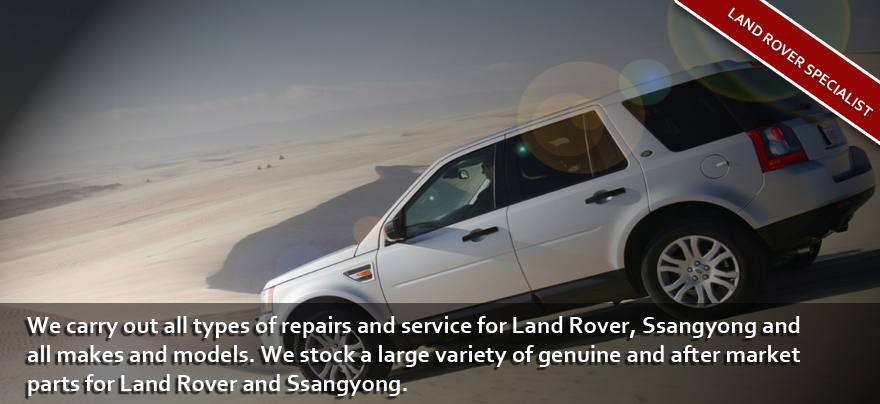 LAND ROVER SPECIALIST
We carry out all types of repairs and service for Land Rover, Ssangyong and
all makes and models. We stock a large variety of genuine and after market
parts for Land Rover and Ssangyong.